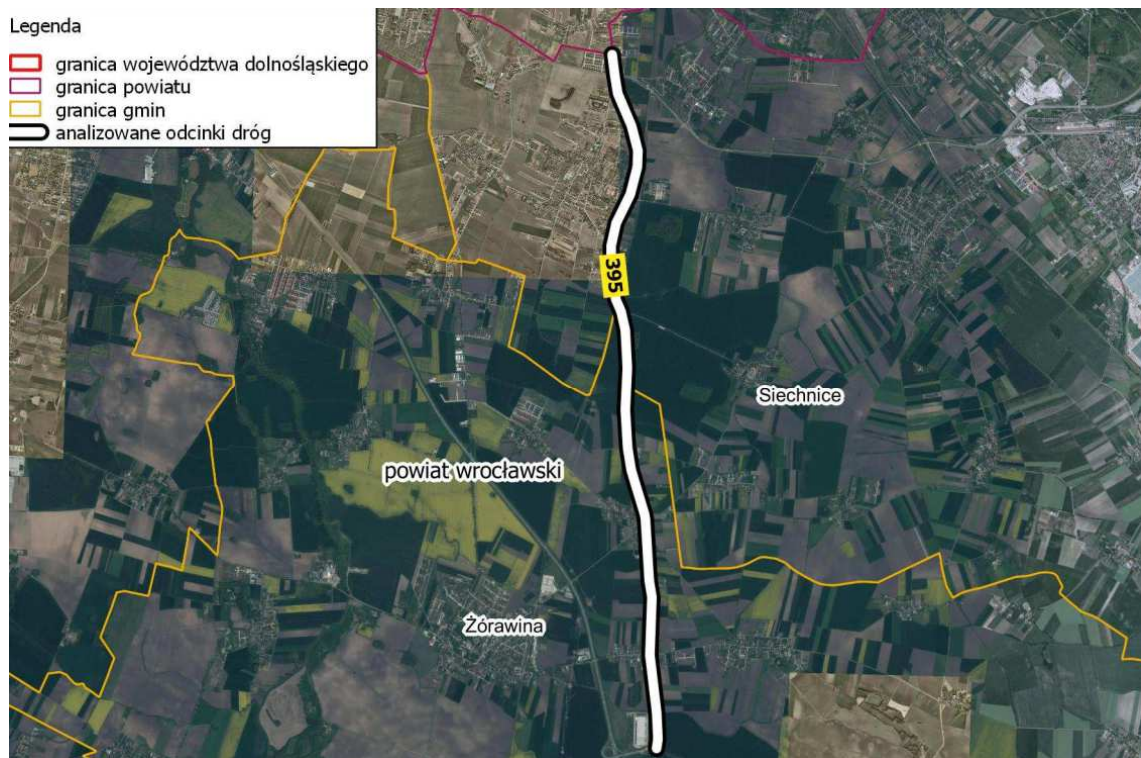 Legenda
granica województwa dolnośląskiego
granica powiatu
granica gmin
analizowane odcinki dróg
395
Siechnice
powiat wrocławski
Żórawina